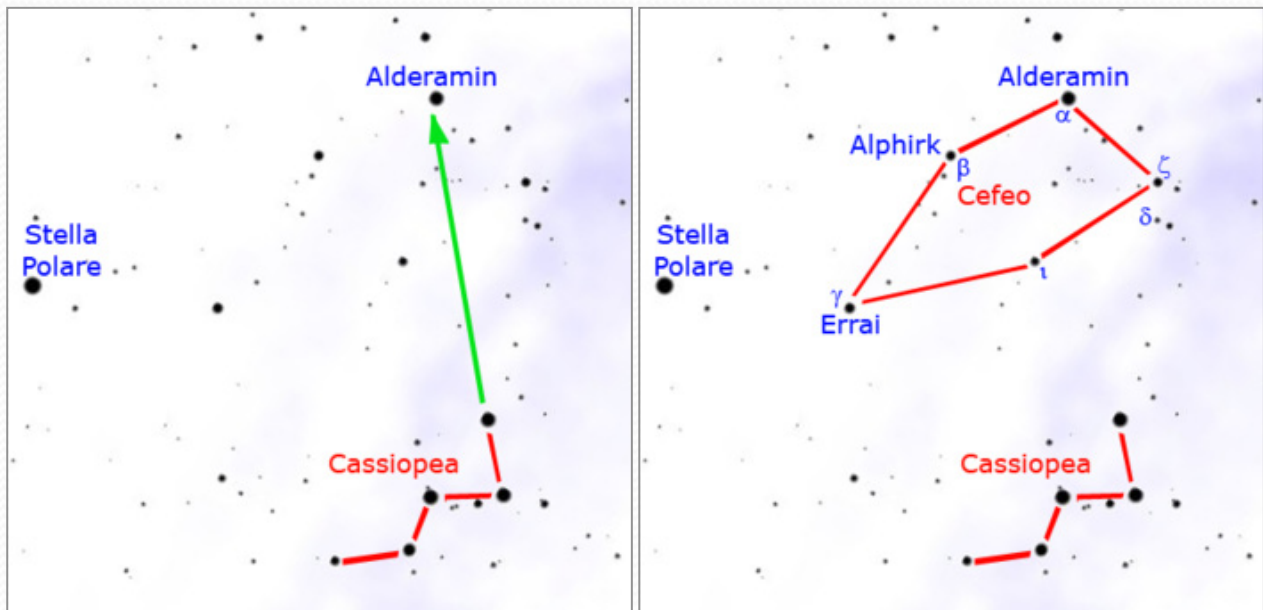 Alderamin
Stella
Polare
Cassiopea
Alderamin
α
Alphirk
β
ζ
Cefeo
δ
Stella
Polare
ι
γ
Errai
Cassiopea